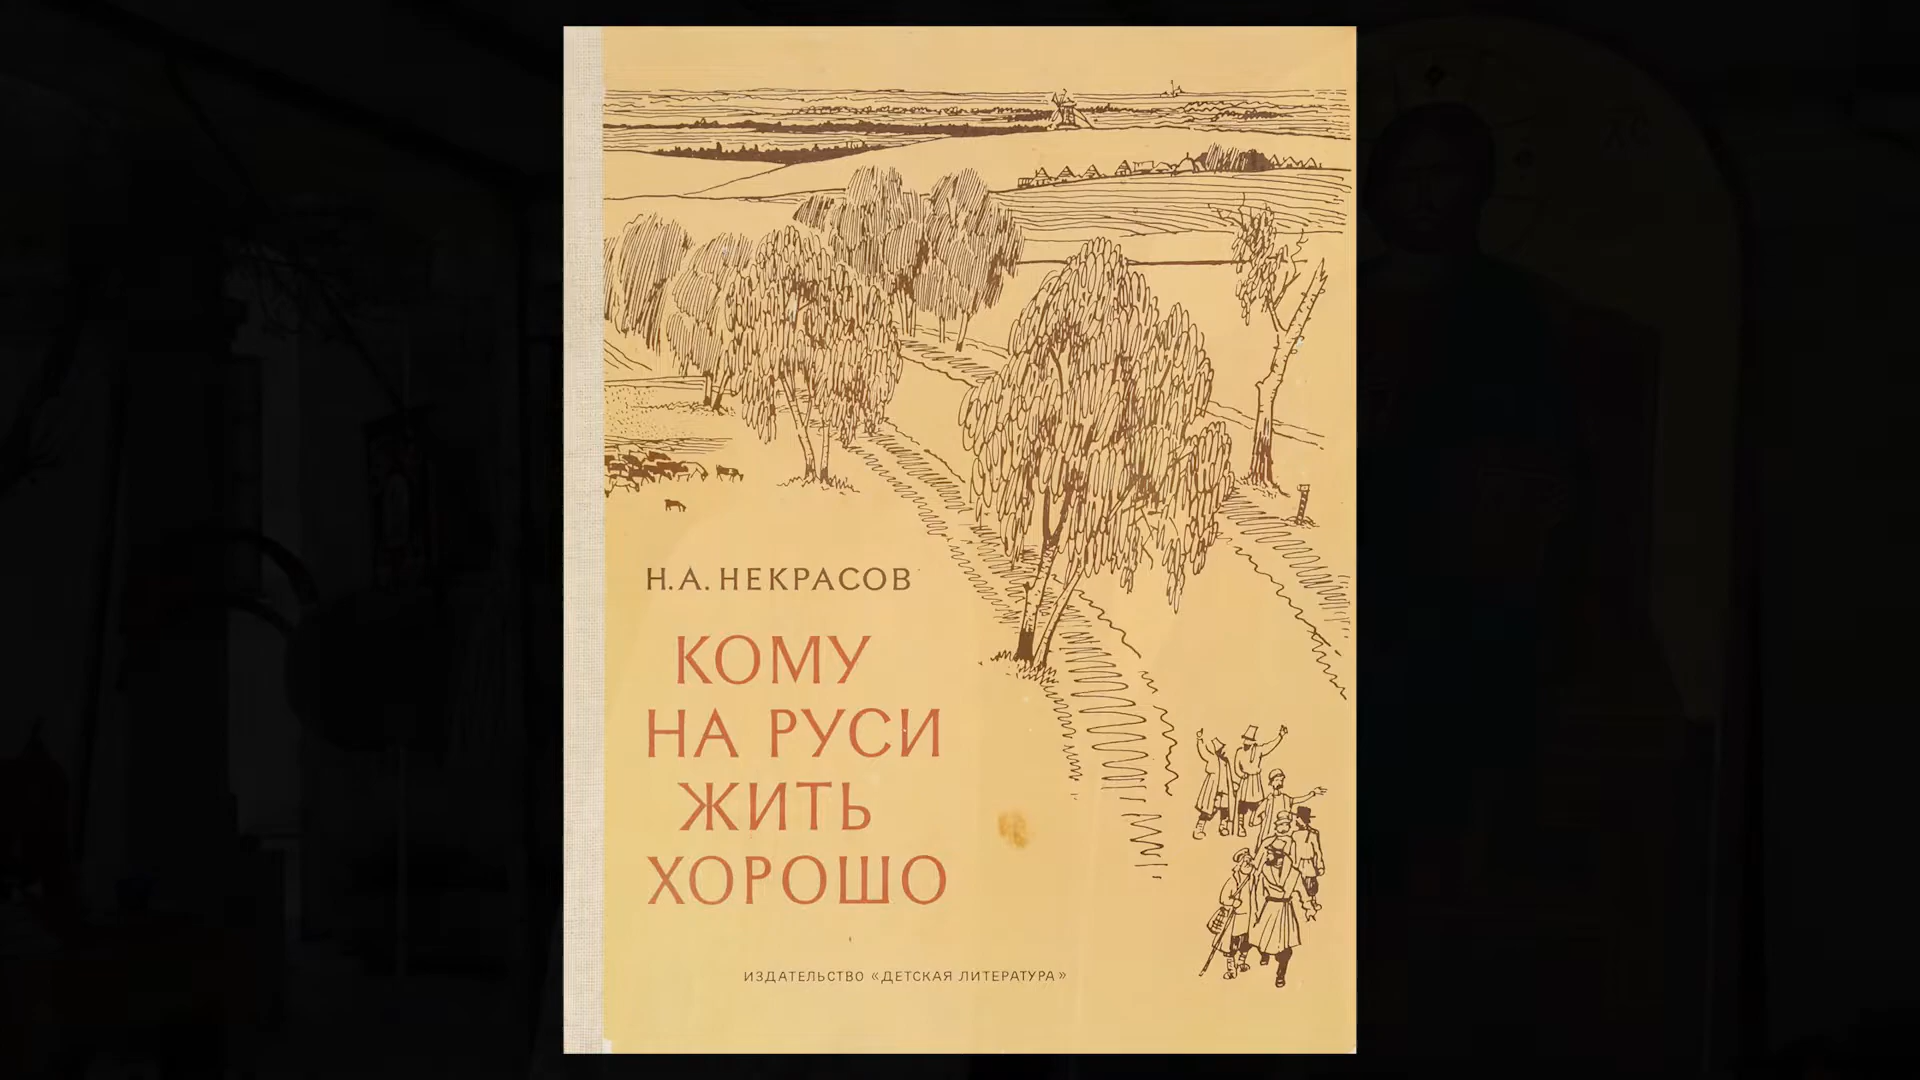 Н.А. НЕКРАСОВ
КОМУ
НА РУСИ
ЖИТЬ
ХОРОШО
ИЗДАТЕЛЬСТВО «ДЕТСКАЯ ЛИТЕРАТУРА»